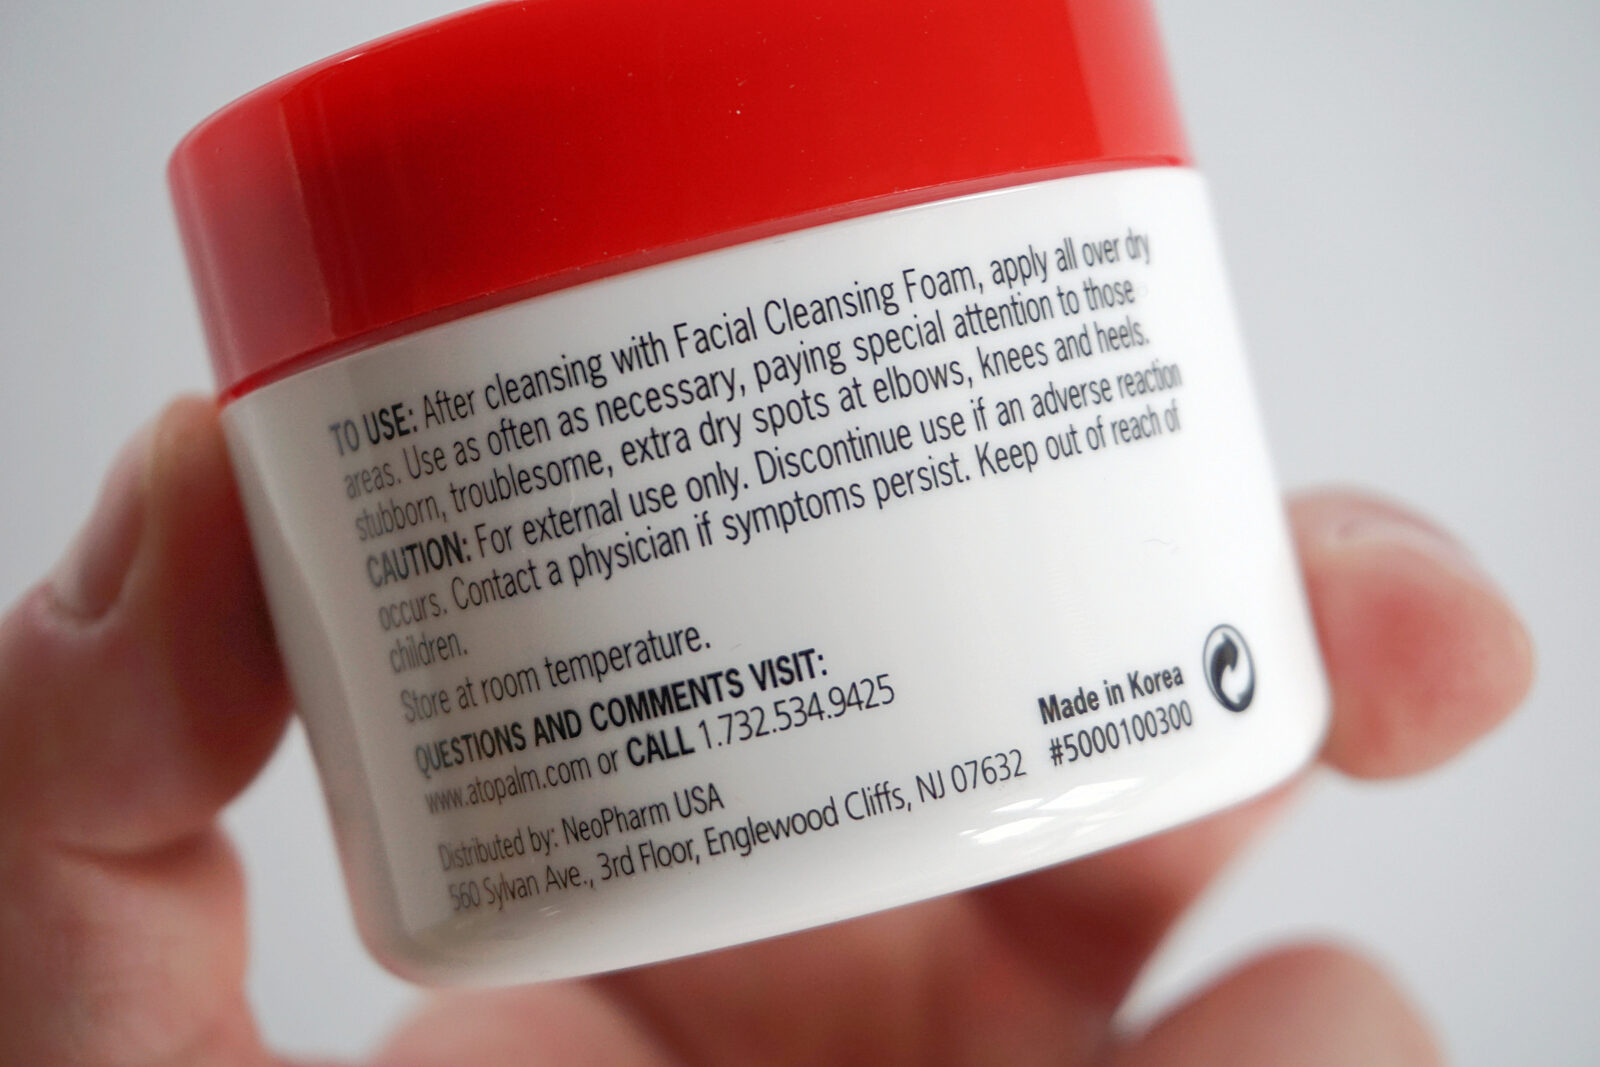 TO USE: After cleansing with Facial Cleansing Foam, apply all over dry
areas. Use as often as necessary, paying special attention to those
stubborn, troublesome, extra dry spots at elbows, knees and heels.
CAUTION: For external use only. Discontinue use if an adverse reaction
occurs. Contact a physician if symptoms persist. Keep out of reach of
children.
Store at room temperature.
QUESTIONS AND COMMENTS VISIT:
www.atopalm.com or CALL 1.732.534.9425
Distributed by: NeoPharm USA
560 Sylvan Ave., 3rd Floor, Englewood Cliffs, NJ 07632
Made in Korea
#5000100300